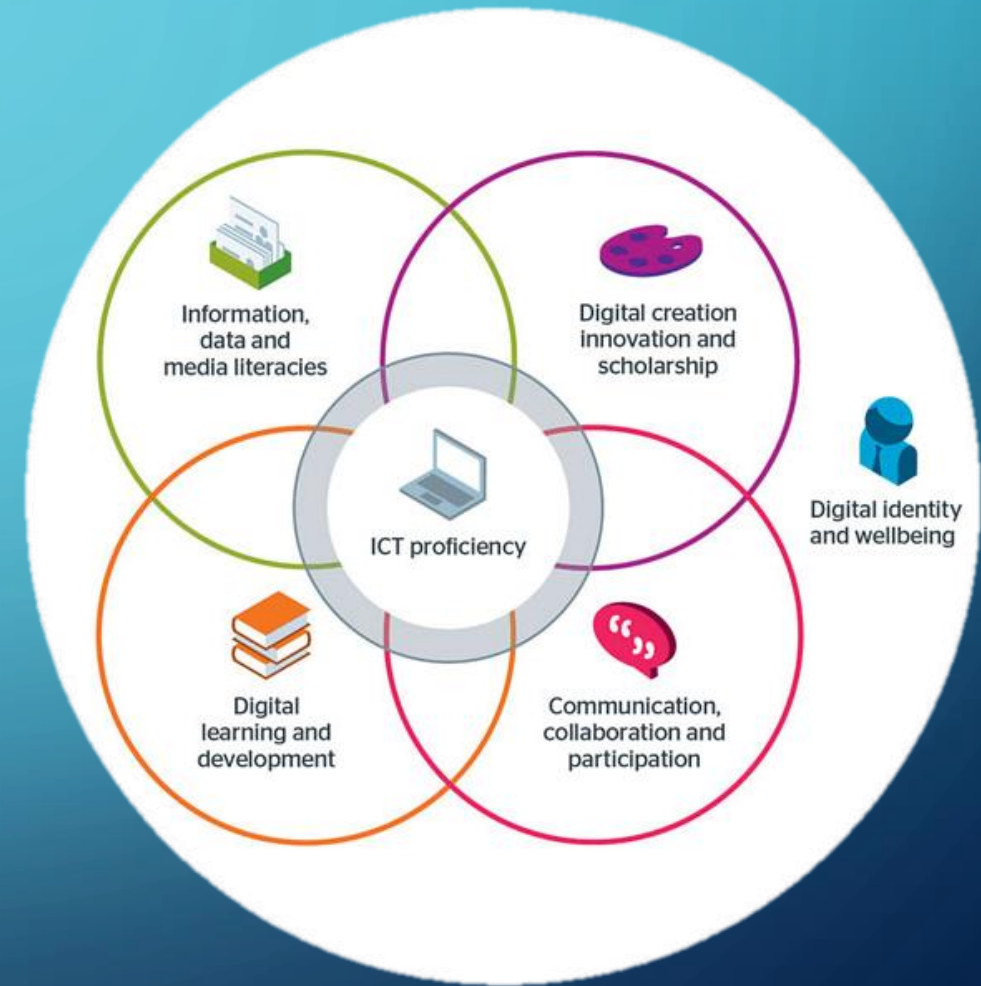 Information,
data and
media literacies
Digital creation
innovation and
scholarship
ICT proficiency
Digital identity
and wellbeing
Digital
learning and
development
Communication,
collaboration and
participation